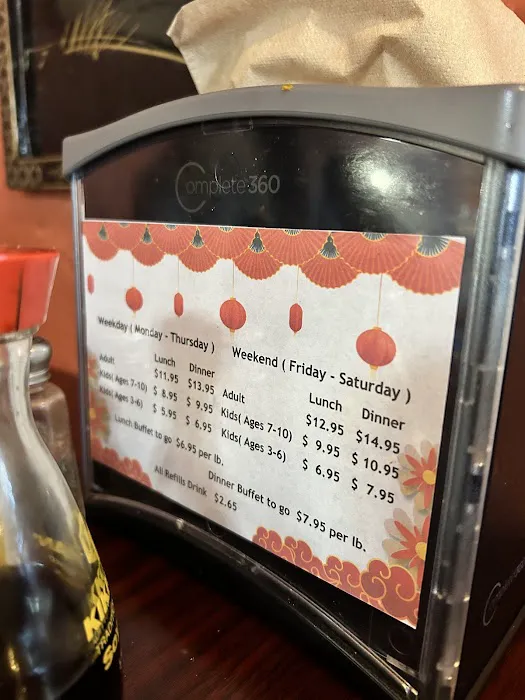 Complete 360
Weekday ( Monday - Thursday )
Lunch Dinner
Adult $11.95 $13.95
Kids( Ages 7-10) $ 8.95 $ 9.95
Kids( Ages 3-6) $ 5.95 $ 6.95
Weekend ( Friday - Saturday )
Lunch Dinner
Adult $12.95 $14.95
Kids( Ages 7-10) $ 9.95 $ 10.95
Kids( Ages 3-6) $ 6.95 $ 7.95
Lunch Buffet to go $6.95 per lb.
Dinner Buffet to go $7.95 per lb.
All Refills Drink $2.65